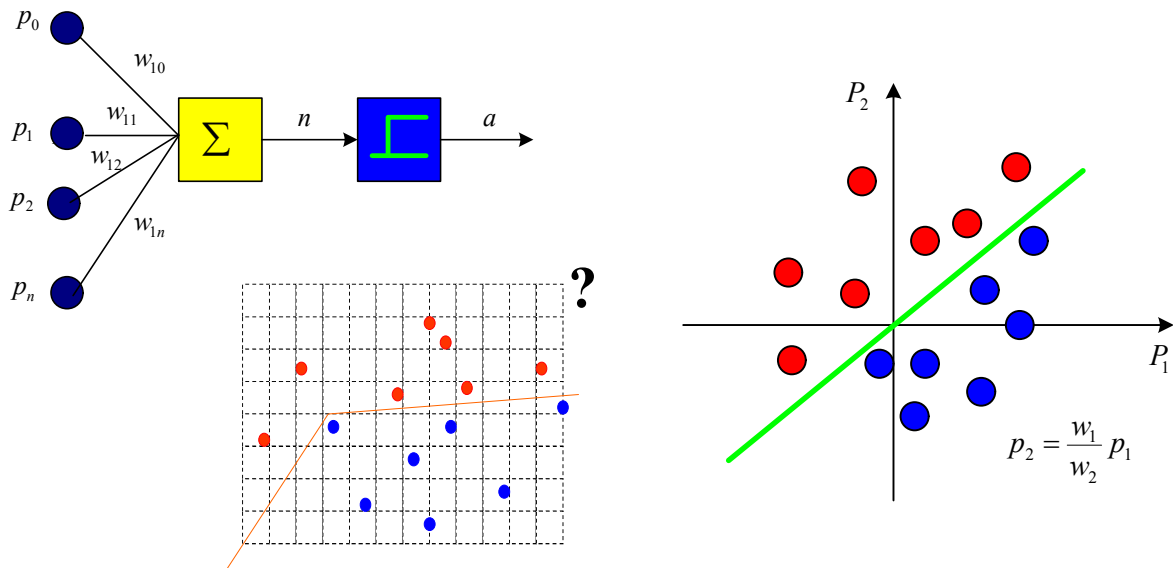 p₀
w₁₀
p₁
w₁₁
Σ
n
a
w₁₂
p₂
w₁ₙ
pₙ
?
P₂
P₁
p₂ = w₁/w₂ p₁